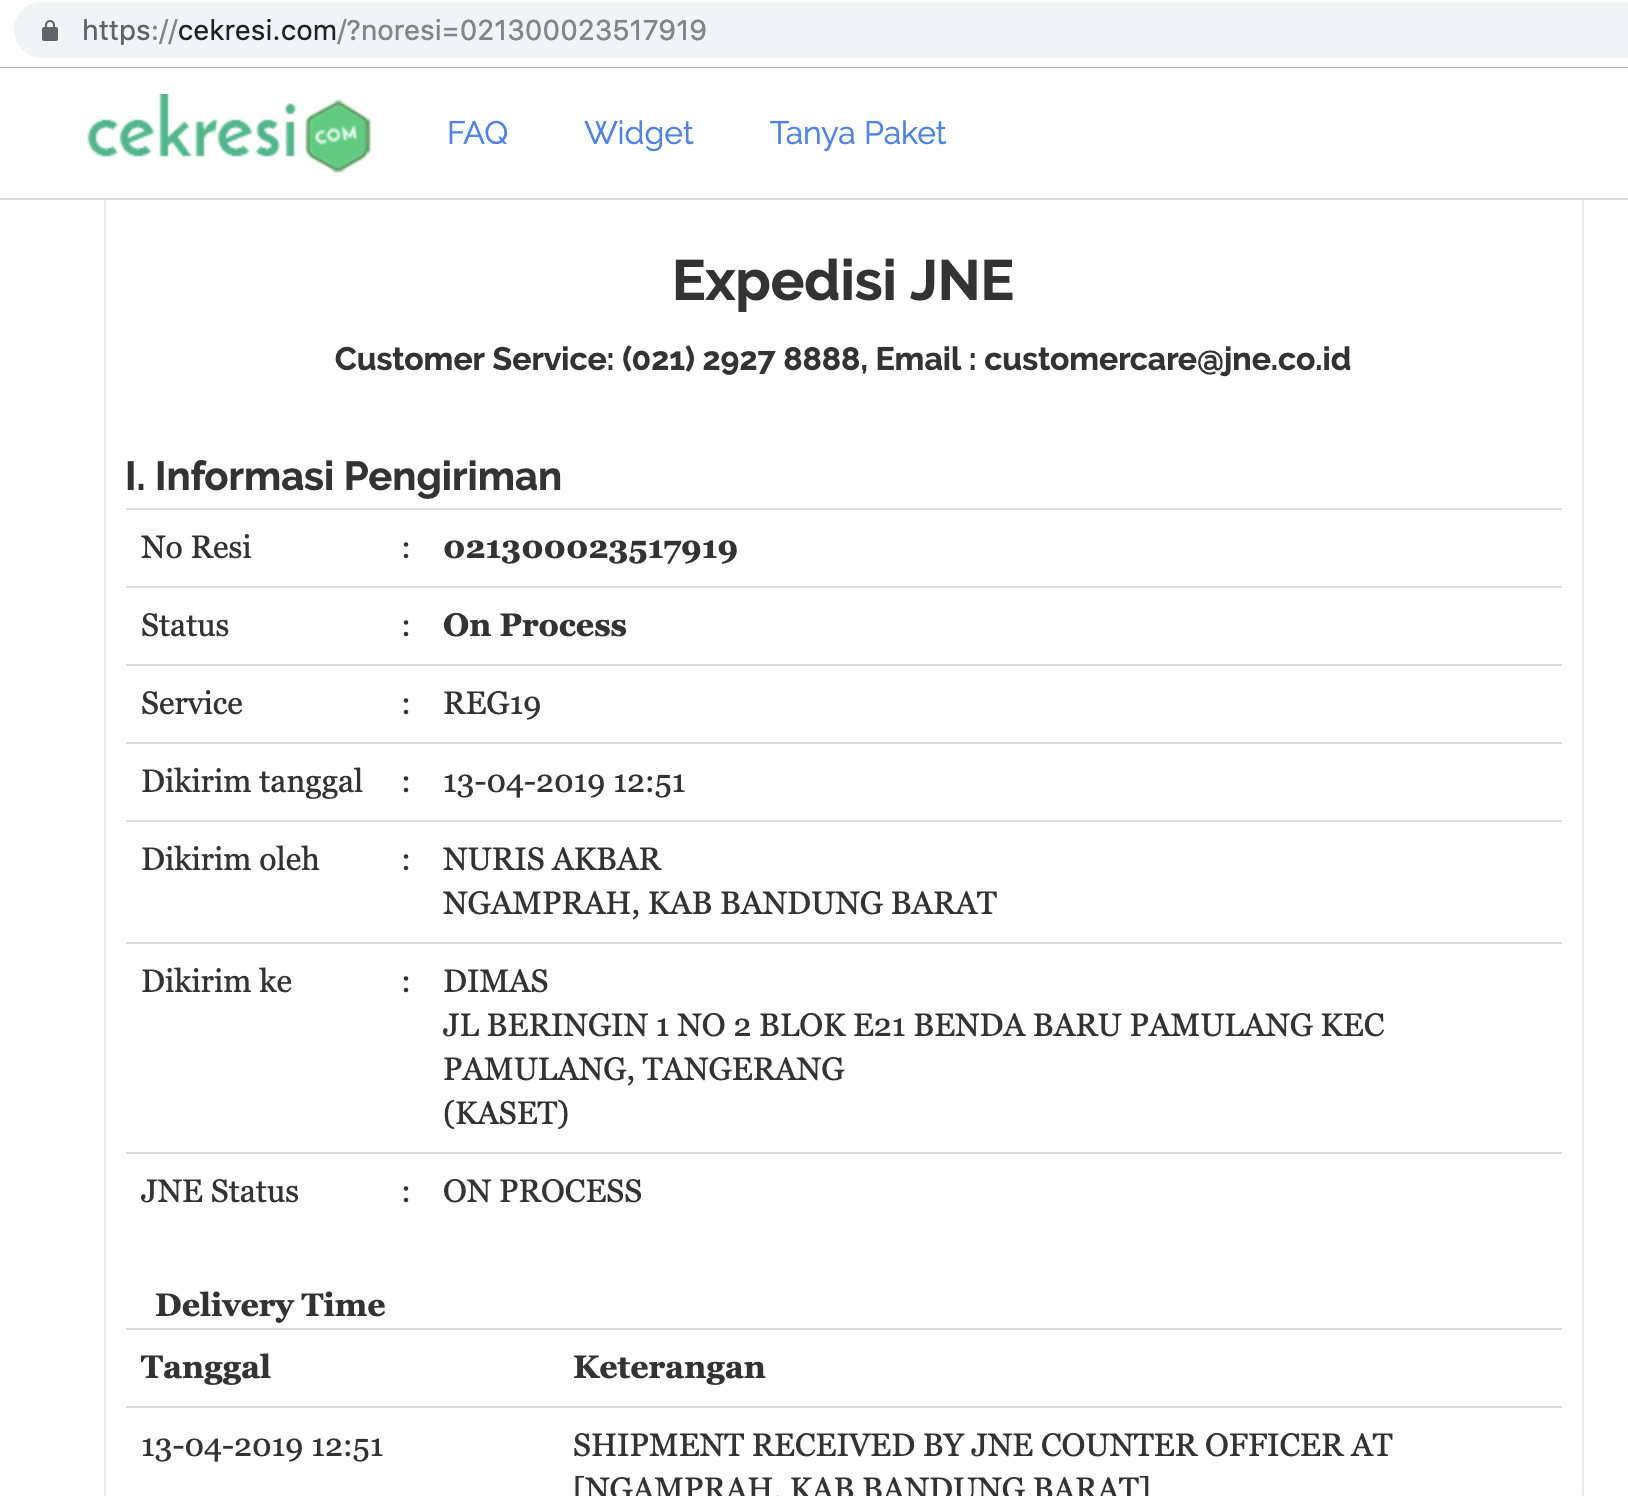 https://cekresi.com/?noresi=021300023517919
cekresi COM FAQ Widget Tanya Paket
Expedisi JNE
Customer Service: (021) 2927 8888, Email : customercare@jne.co.id
I. Informasi Pengiriman
No Resi : 021300023517919
Status : On Process
Service : REG19
Dikirim tanggal : 13-04-2019 12:51
Dikirim oleh : NURIS AKBAR
NGAMPRAH, KAB BANDUNG BARAT
Dikirim ke : DIMAS
JL BERINGIN 1 NO 2 BLOK E21 BENDA BARU PAMULANG KEC
PAMULANG, TANGERANG
(KASET)
JNE Status : ON PROCESS
Delivery Time
Tanggal Keterangan
13-04-2019 12:51 SHIPMENT RECEIVED BY JNE COUNTER OFFICER AT
[NGAMPRAH, KAB BANDUNG BARAT]